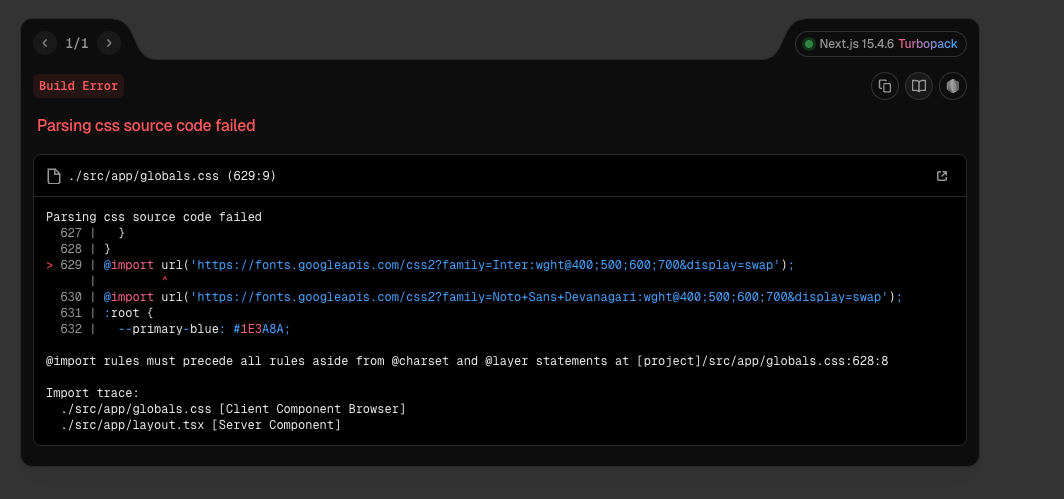 1/1
Next.js 15.4.6 Turbopack
Build Error
Parsing css source code failed
./src/app/globals.css (629:9)
Parsing css source code failed
627 |   }
628 | }
> 629 | @import url('https://fonts.googleapis.com/css2?family=Inter:wght@400;500;600;700&display=swap');
|         ^
630 | @import url('https://fonts.googleapis.com/css2?family=Noto+Sans+Devanagari:wght@400;500;600;700&display=swap');
631 | :root {
632 |   --primary-blue: #1E3A8A;
@import rules must precede all rules aside from @charset and @layer statements at [project]/src/app/globals.css:628:8
Import trace:
./src/app/globals.css [Client Component Browser]
./src/app/layout.tsx [Server Component]